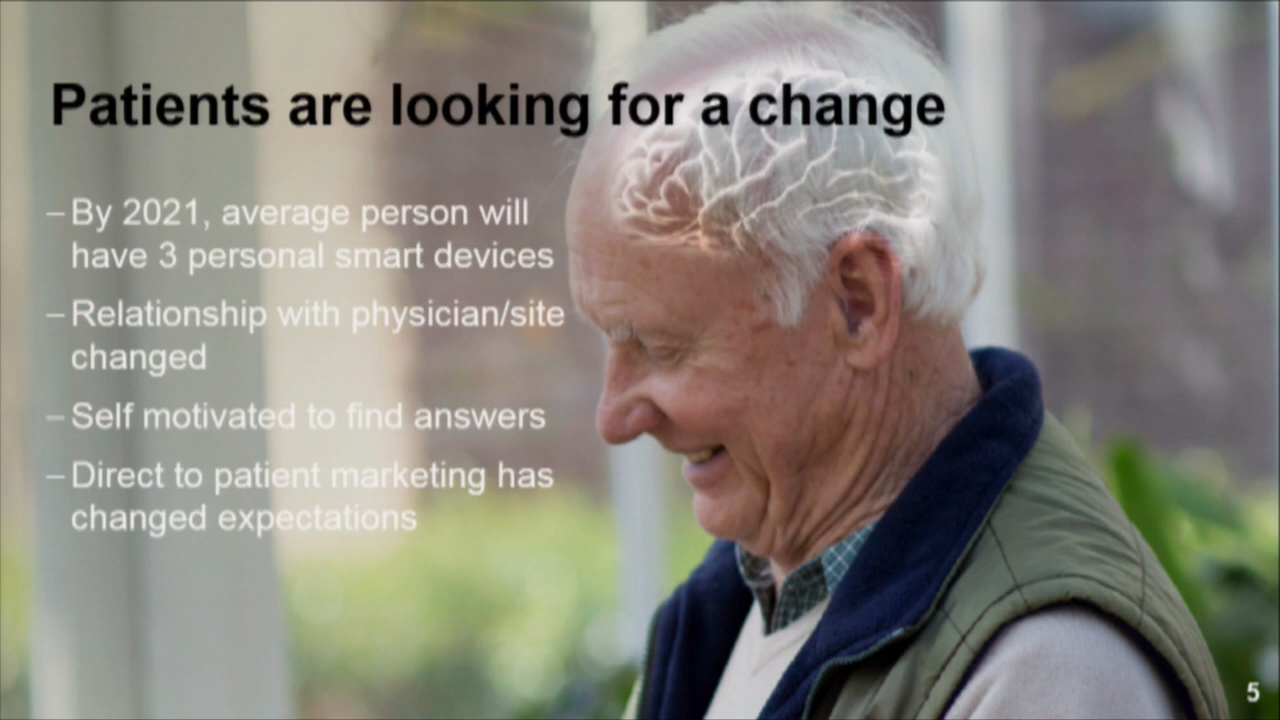 Patients are looking for a change
– By 2021, average person will
have 3 personal smart devices
– Relationship with physician/site
changed
– Self motivated to find answers
– Direct to patient marketing has
changed expectations
5